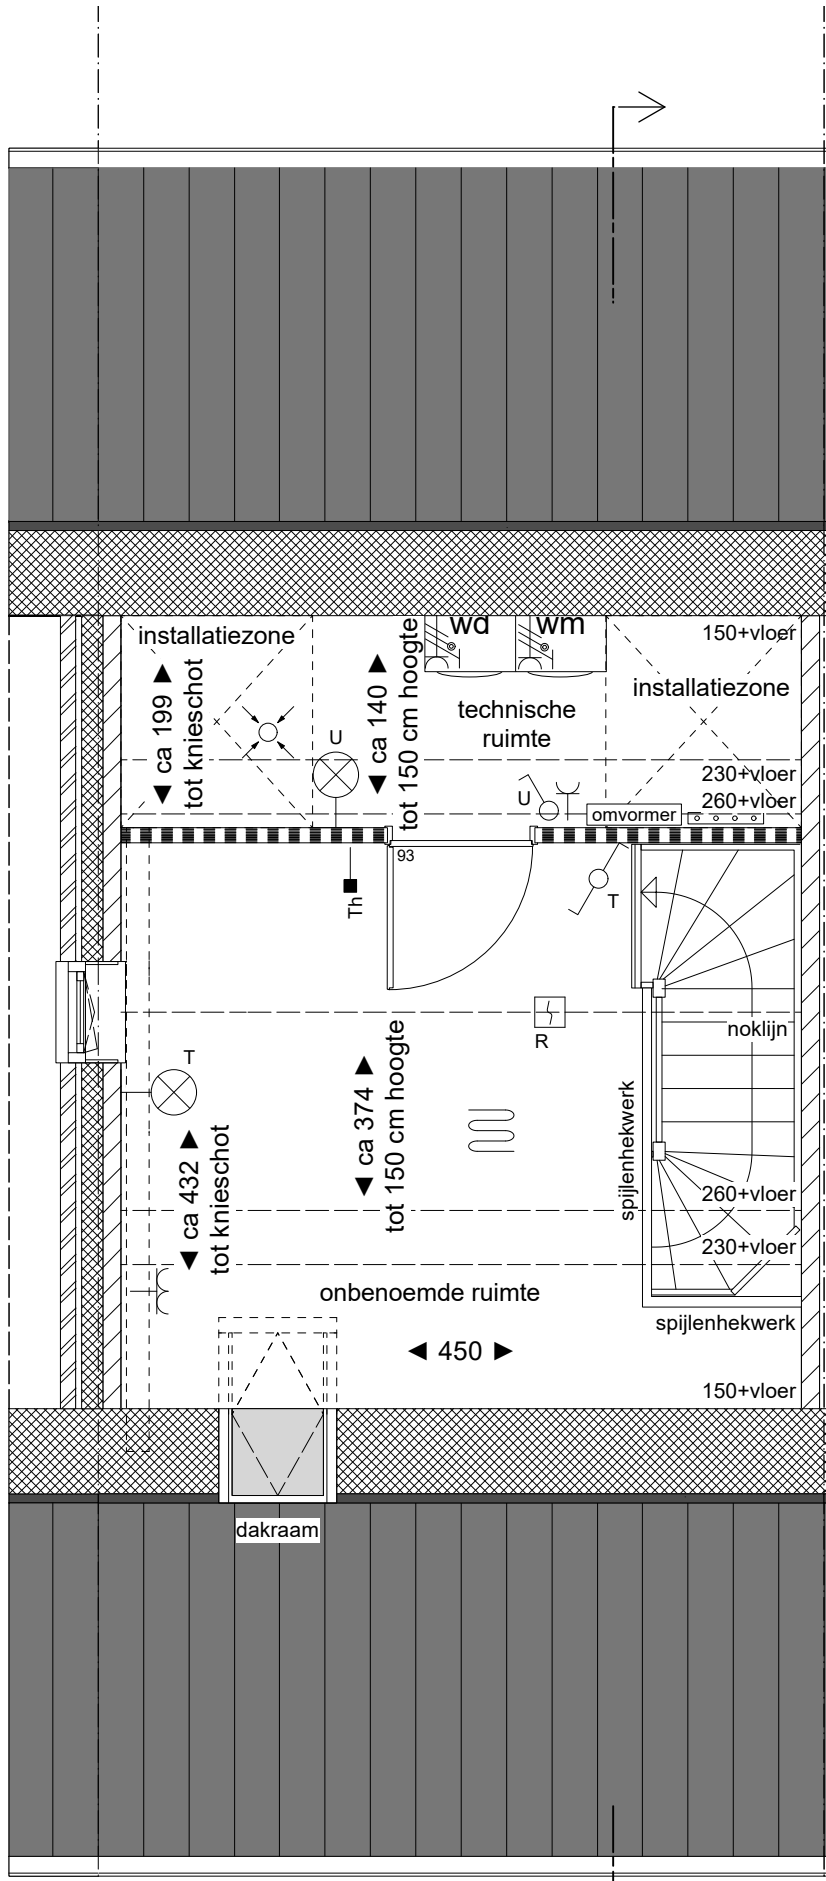 installatiezone
wd
wm
150+vloer
ca 199
tot knieschot
ca 140
tot 150 cm hoogte
technische
ruimte
installatiezone
U
230+vloer
U
260+vloer
omvormer
93
Th
T
R
noklijn
T
ca 374
tot 150 cm hoogte
spijlenhekwerk
ca 432
tot knieschot
260+vloer
230+vloer
onbenoemde ruimte
spijlenhekwerk
450
150+vloer
dakraam